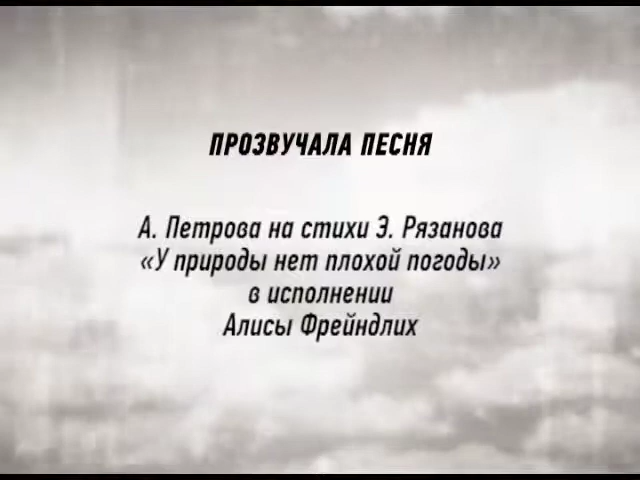 ПРОЗВУЧАЛА ПЕСНЯ
А. Петрова на стихи Э. Рязанова
«У природы нет плохой погоды»
в исполнении
Алисы Фрейндлих